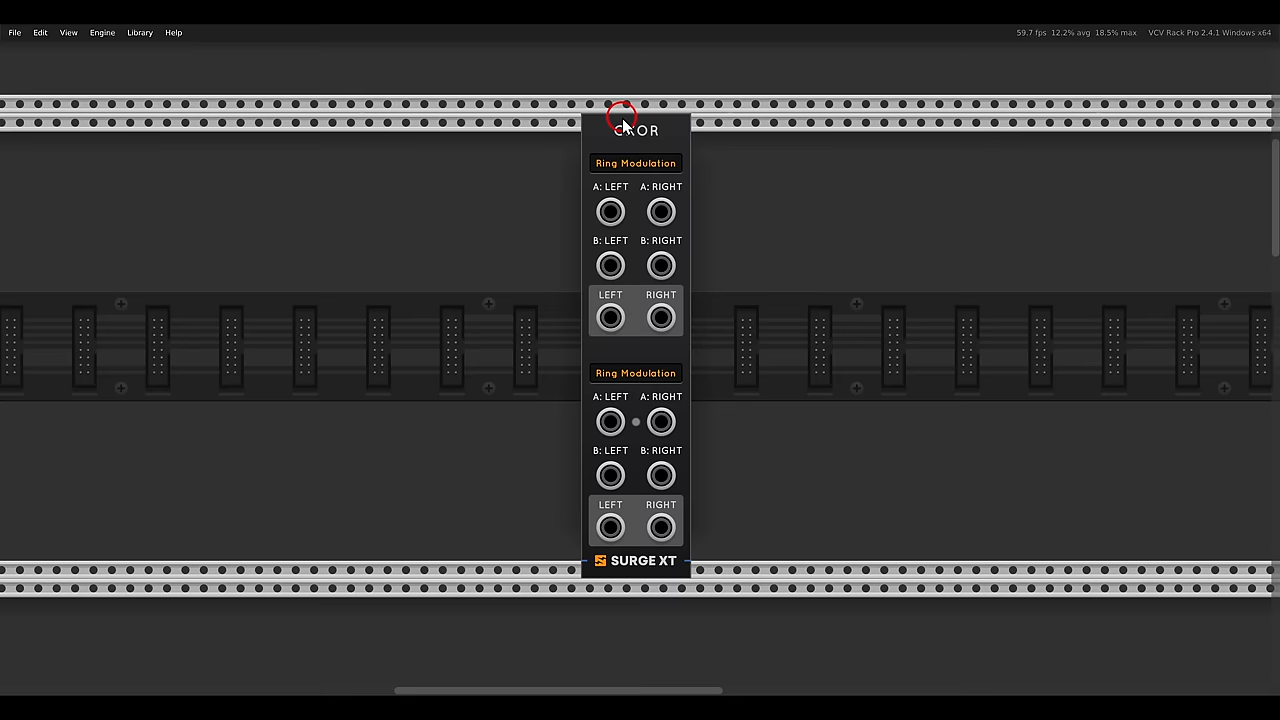 File Edit View Engine Library Help
59.7 fps 12.2% avg 18.5% max VCV Rack Pro 2.4.1 Windows x64
Ring Modulation
A: LEFT A: RIGHT
B: LEFT B: RIGHT
LEFT RIGHT
Ring Modulation
A: LEFT A: RIGHT
B: LEFT B: RIGHT
LEFT RIGHT
SURGE XT